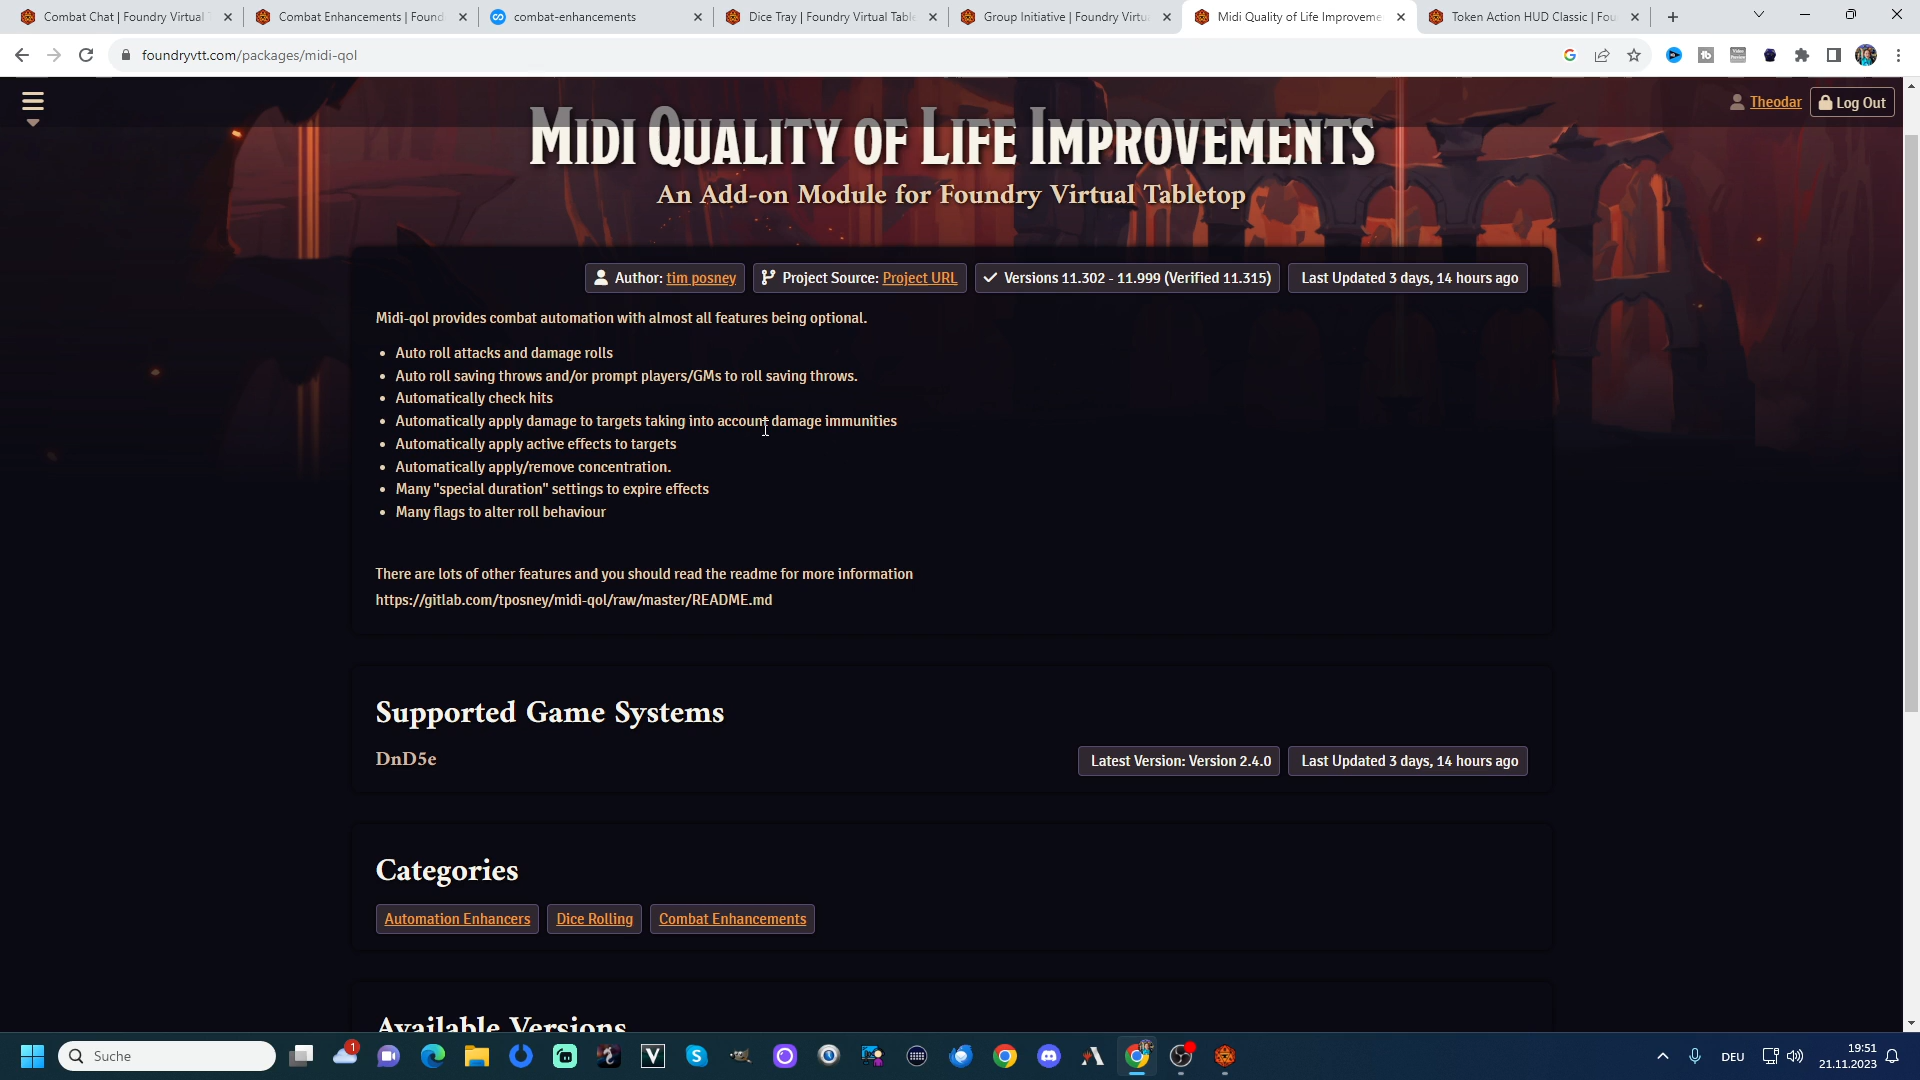 Combat Chat | Foundry Virtual
Combat Enhancements | Found
combat-enhancements
Dice Tray | Foundry Virtual Table
Group Initiative | Foundry Virtu
Midi Quality of Life Improveme
Token Action HUD Classic | Fou
foundryvtt.com/packages/midi-qol
Theodar
Log Out
MIDI QUALITY OF LIFE IMPROVEMENTS
An Add-on Module for Foundry Virtual Tabletop
Author: tim posney
Project Source: Project URL
Versions 11.302 - 11.999 (Verified 11.315)
Last Updated 3 days, 14 hours ago
Midi-qol provides combat automation with almost all features being optional.
• Auto roll attacks and damage rolls
• Auto roll saving throws and/or prompt players/GMs to roll saving throws.
• Automatically check hits
• Automatically apply damage to targets taking into account damage immunities
• Automatically apply active effects to targets
• Automatically apply/remove concentration.
• Many "special duration" settings to expire effects
• Many flags to alter roll behaviour
There are lots of other features and you should read the readme for more information
https://gitlab.com/tposney/midi-qol/raw/master/README.md
Supported Game Systems
DnD5e
Latest Version: Version 2.4.0
Last Updated 3 days, 14 hours ago
Categories
Automation Enhancers
Dice Rolling
Combat Enhancements
Available Versions
Suche
1
DEU
19:51
21.11.2023